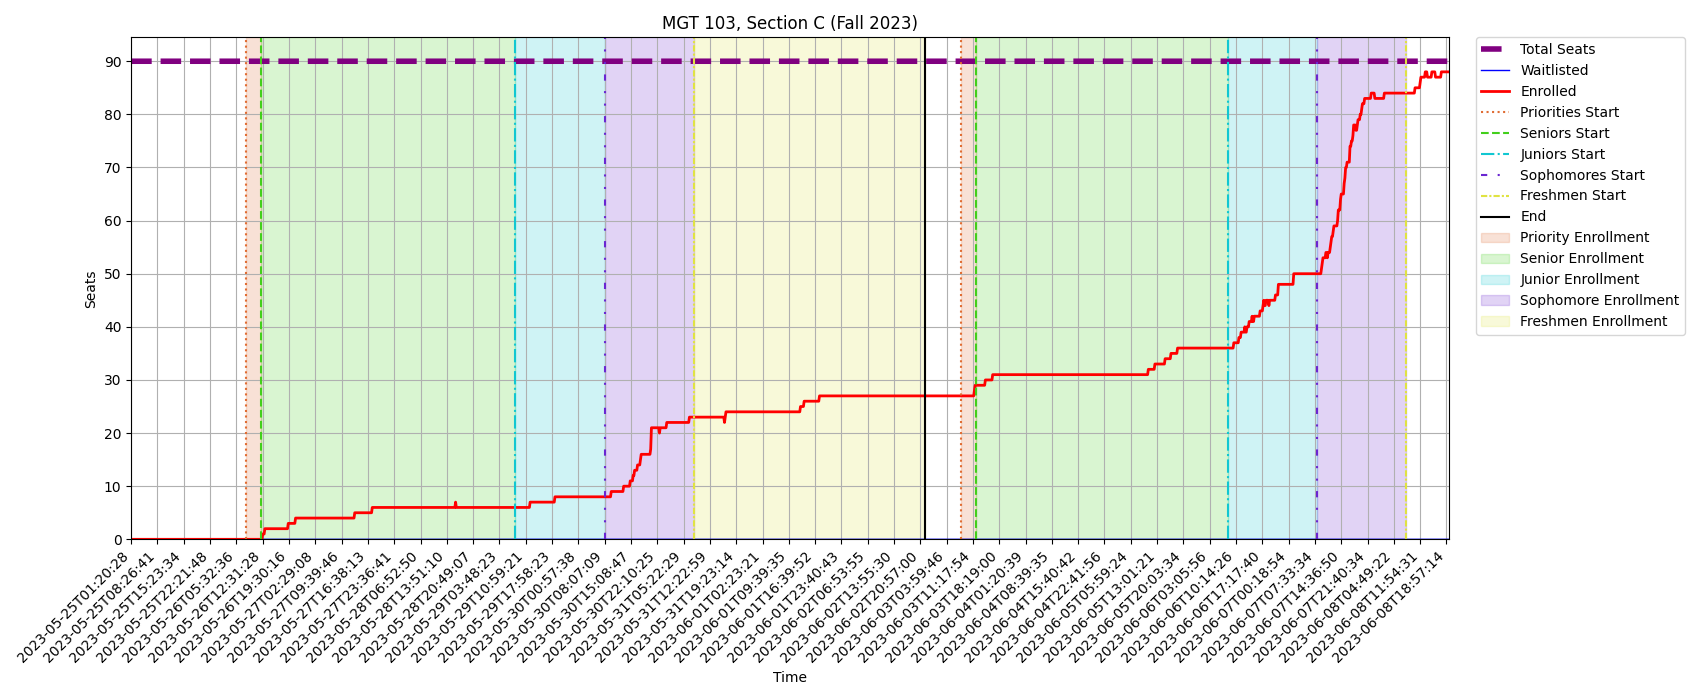 MGT 103, Section C (Fall 2023)
Seats
90
80
70
60
50
40
30
20
10
0
2023-05-25T01:20:28
2023-05-25T08:26:41
2023-05-25T15:23:34
2023-05-25T22:21:48
2023-05-26T05:32:36
2023-05-26T12:31:28
2023-05-26T19:30:16
2023-05-27T02:29:08
2023-05-27T09:39:46
2023-05-27T16:38:13
2023-05-27T23:36:41
2023-05-28T06:52:50
2023-05-28T13:51:10
2023-05-28T20:49:07
2023-05-29T03:48:23
2023-05-29T10:59:21
2023-05-29T17:58:23
2023-05-30T00:57:38
2023-05-30T08:07:09
2023-05-30T15:08:47
2023-05-30T22:10:25
2023-05-31T05:22:29
2023-05-31T12:22:59
2023-05-31T19:23:14
2023-06-01T02:23:21
2023-06-01T09:39:35
2023-06-01T16:39:52
2023-06-01T23:40:43
2023-06-02T06:53:55
2023-06-02T13:55:30
2023-06-02T20:57:00
2023-06-03T03:59:46
2023-06-03T11:17:54
2023-06-03T18:19:00
2023-06-04T01:20:39
2023-06-04T08:39:35
2023-06-04T15:40:42
2023-06-04T22:41:56
2023-06-05T05:59:24
2023-06-05T13:01:21
2023-06-05T20:03:34
2023-06-06T03:05:56
2023-06-06T10:14:26
2023-06-06T17:17:40
2023-06-07T00:18:54
2023-06-07T07:33:34
2023-06-07T14:36:50
2023-06-07T21:40:34
2023-06-08T04:49:22
2023-06-08T11:54:31
2023-06-08T18:57:14
Time
Total Seats
Waitlisted
Enrolled
Priorities Start
Seniors Start
Juniors Start
Sophomores Start
Freshmen Start
End
Priority Enrollment
Senior Enrollment
Junior Enrollment
Sophomore Enrollment
Freshmen Enrollment